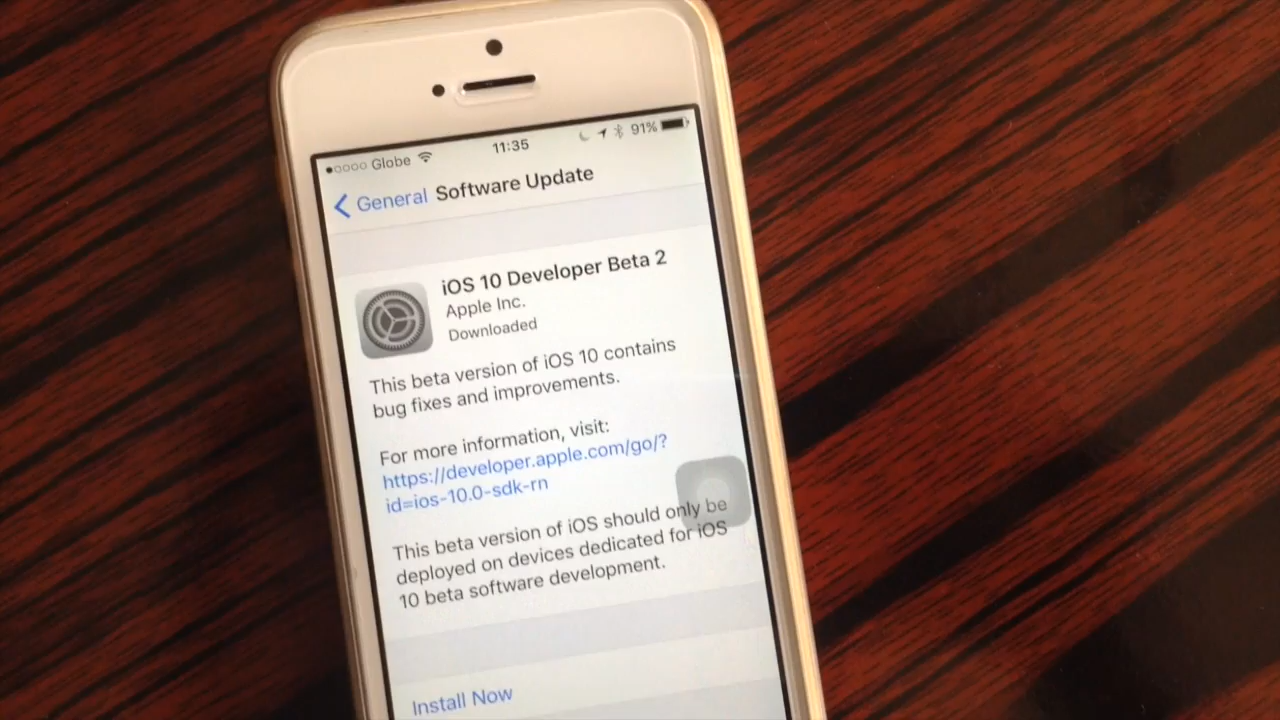 Globe 11:35 91%
General Software Update
iOS 10 Developer Beta 2
Apple Inc.
Downloaded
This beta version of iOS 10 contains
bug fixes and improvements.
For more information, visit:
https://developer.apple.com/go/?
id=ios-10.0-sdk-rn
This beta version of iOS should only be
deployed on devices dedicated for iOS
10 beta software development.
Install Now